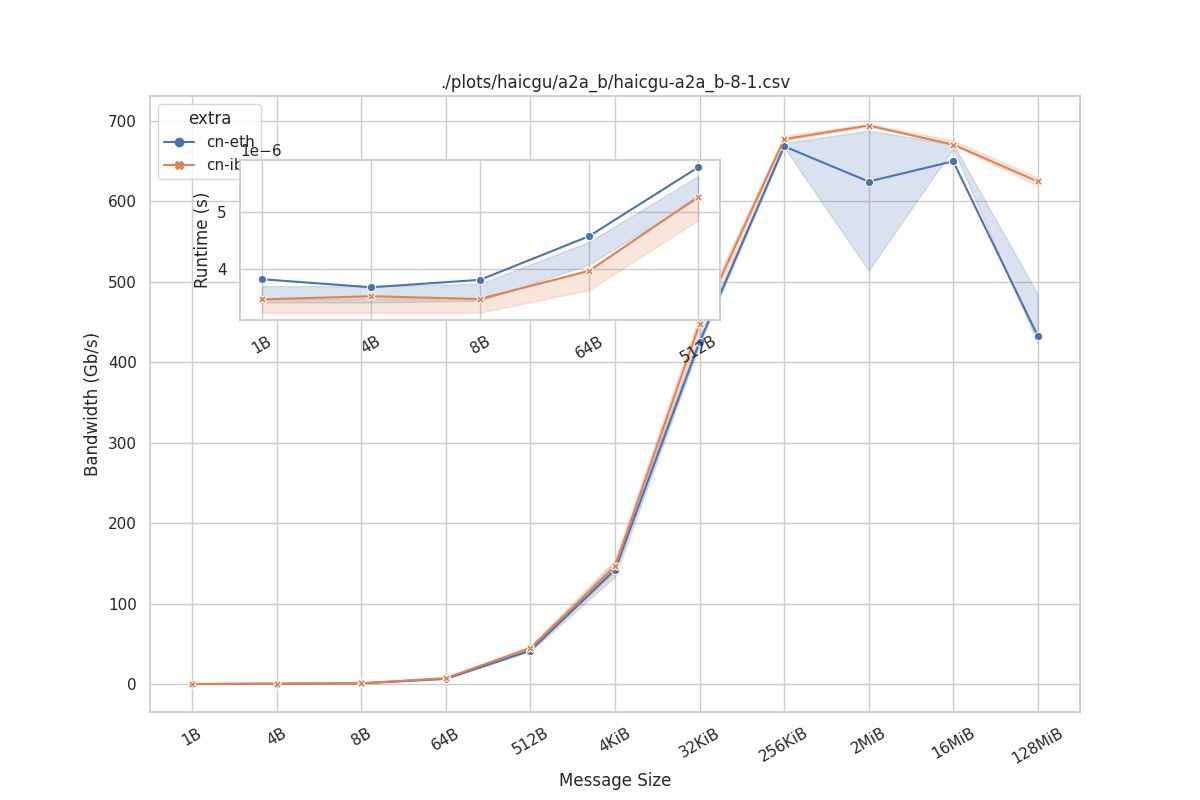 ./plots/haicgu/a2a_b/haicgu-a2a_b-8-1.csv
extra
cn-eth
cn-ib
1e−6
Runtime (s)
5
4
1B
4B
8B
64B
512B
Bandwidth (Gb/s)
700
600
500
400
300
200
100
0
1B
4B
8B
64B
512B
4KiB
32KiB
256KiB
2MiB
16MiB
128MiB
Message Size